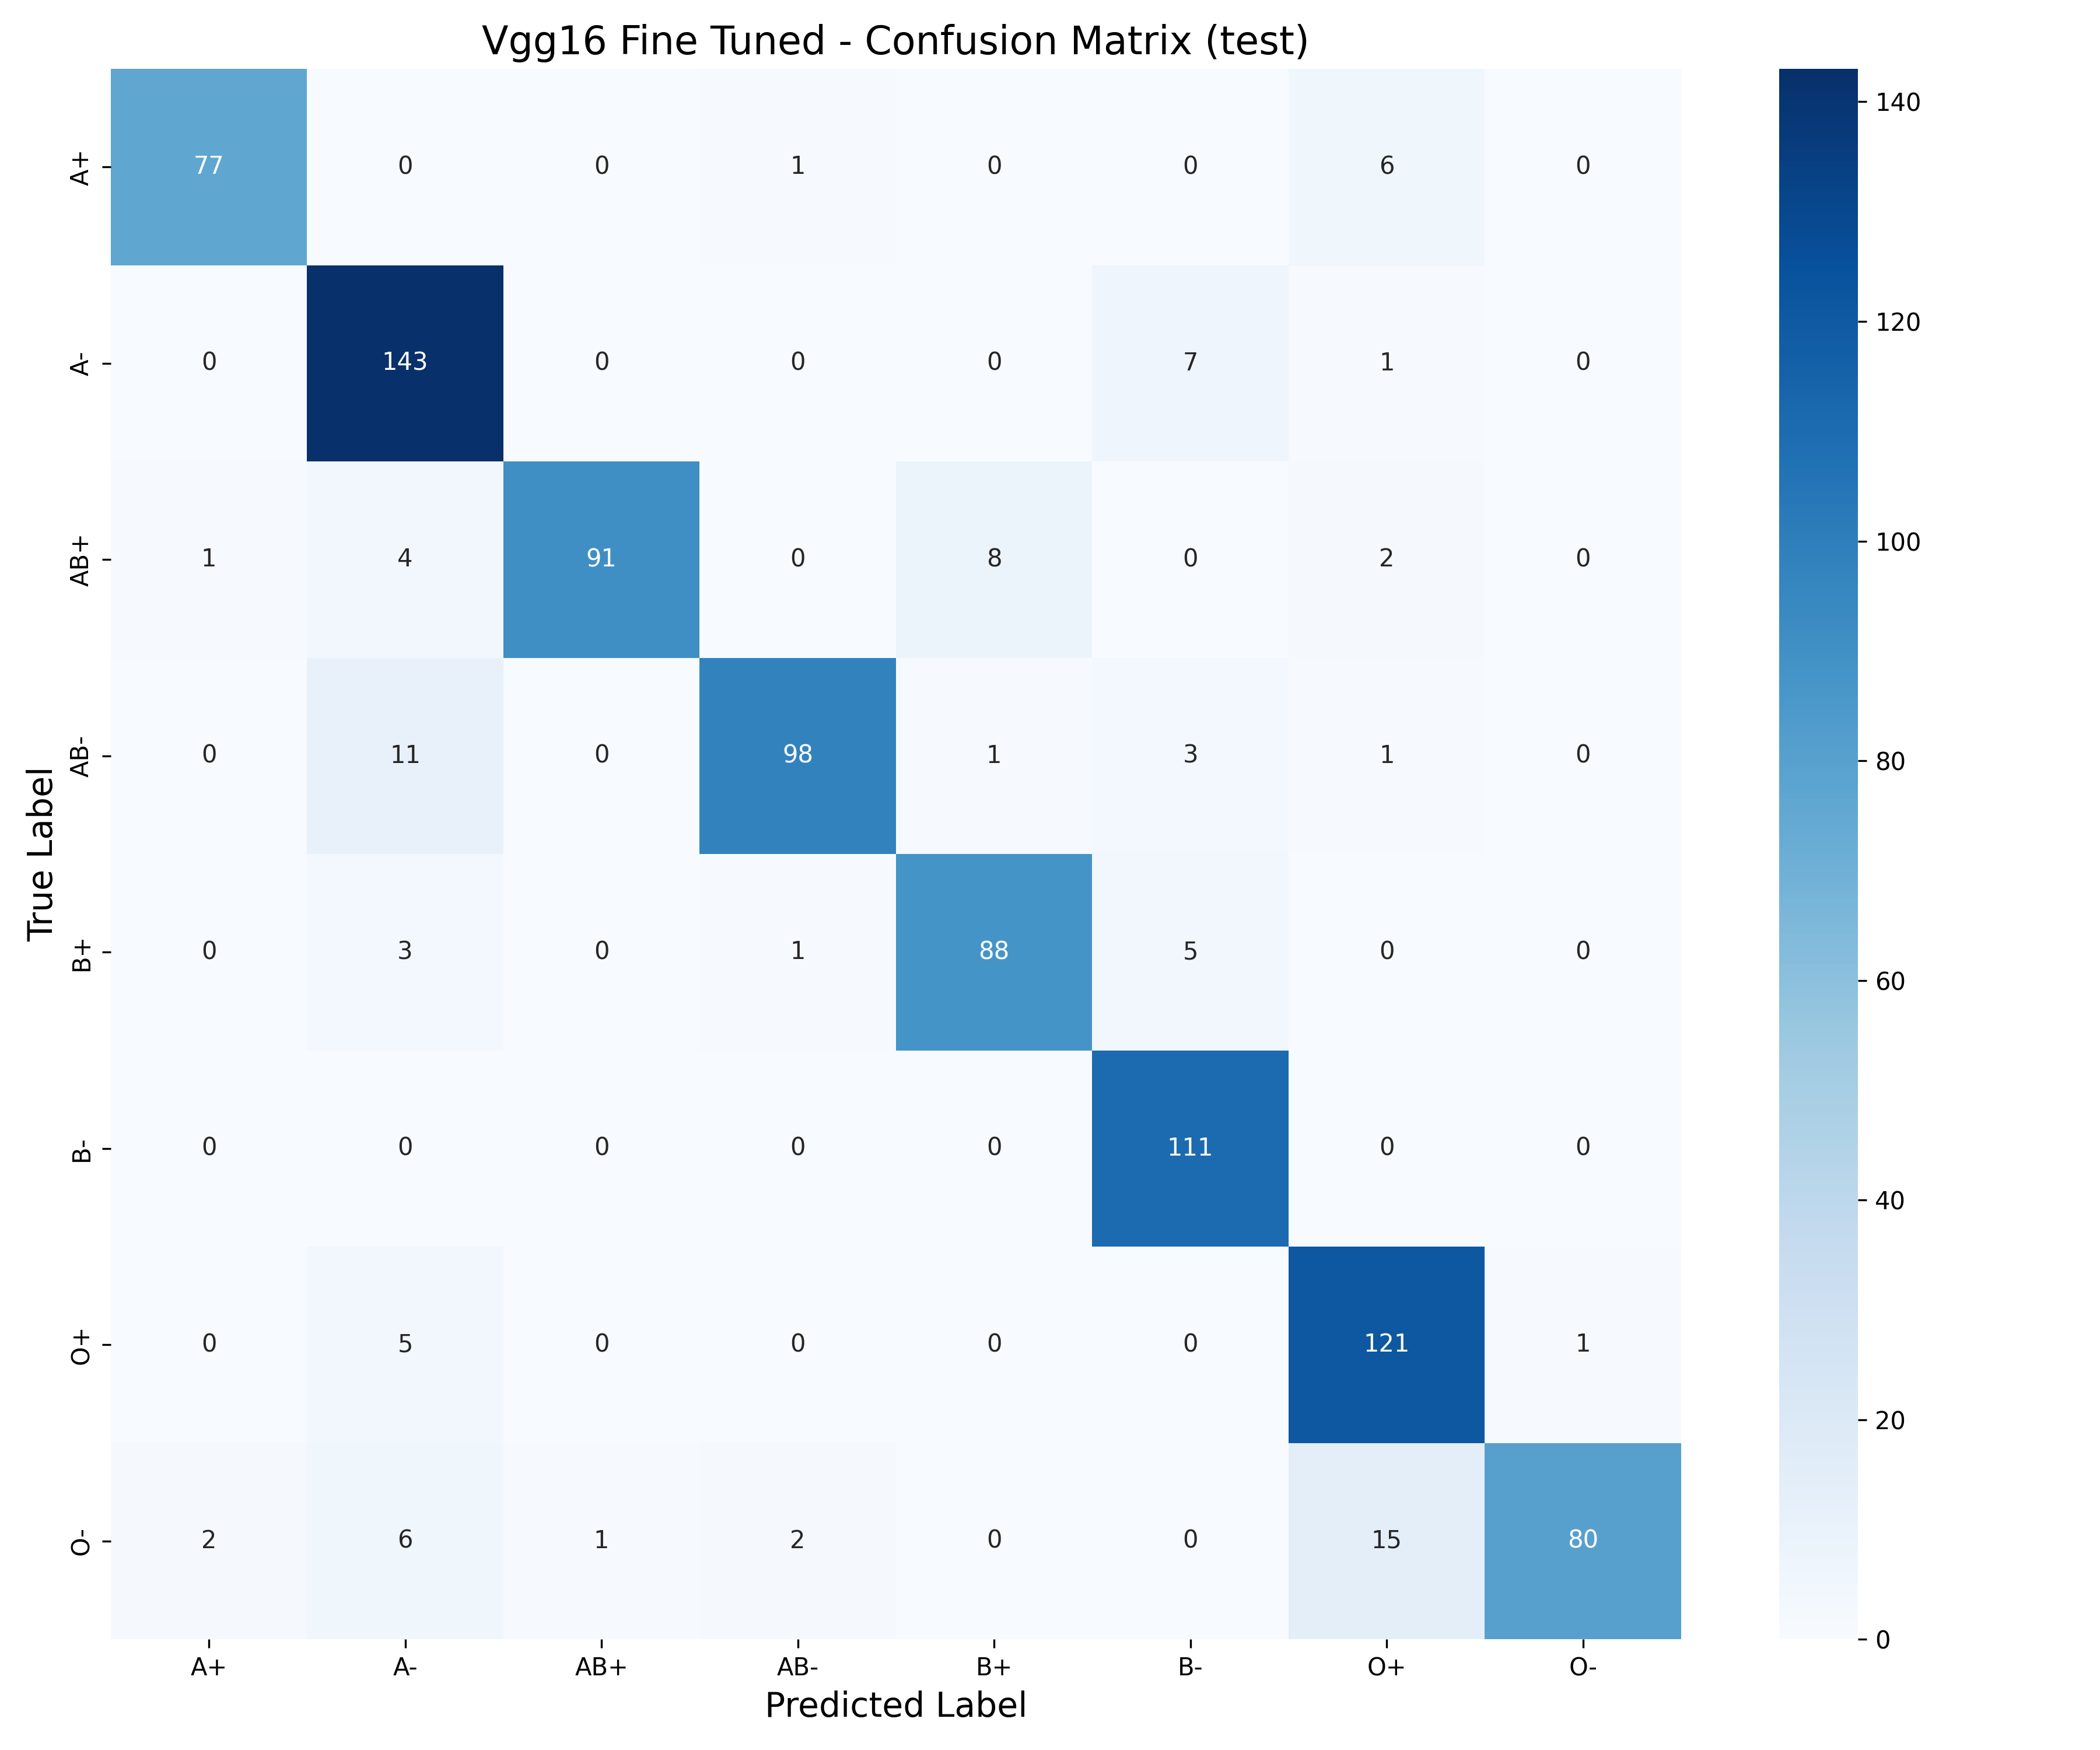 Vgg16 Fine Tuned - Confusion Matrix (test)
A+ 77 0 0 1 0 0 6 0
A- 0 143 0 0 0 7 1 0
AB+ 1 4 91 0 8 0 2 0
AB- 0 11 0 98 1 3 1 0
B+ 0 3 0 1 88 5 0 0
B- 0 0 0 0 0 111 0 0
O+ 0 5 0 0 0 0 121 1
O- 2 6 1 2 0 0 15 80
A+ A- AB+ AB- B+ B- O+ O-
Predicted Label
True Label
140
120
100
80
60
40
20
0